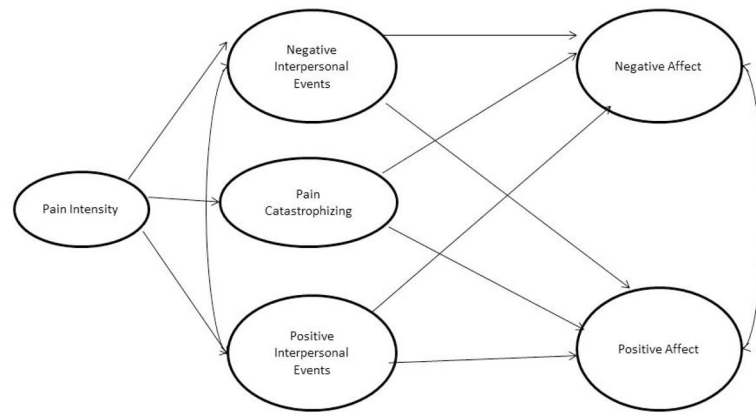 Negative
Interpersonal
Events
Negative Affect
Pain
Catastrophizing
Pain Intensity
Positive
Interpersonal
Events
Positive Affect